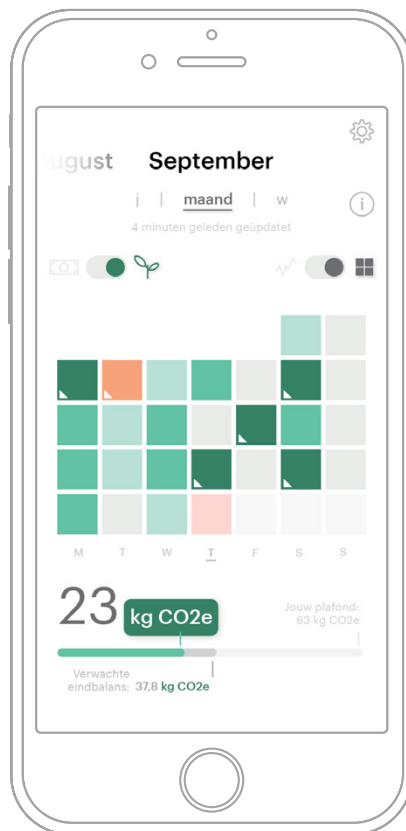 ugust September
j | maand | w
4 minuten geleden geüpdatet
M T W T F S S
23 kg CO2e
Jouw plafond:
63 kg CO2e
Verwachte
eindbalans: 37,8 kg CO2e